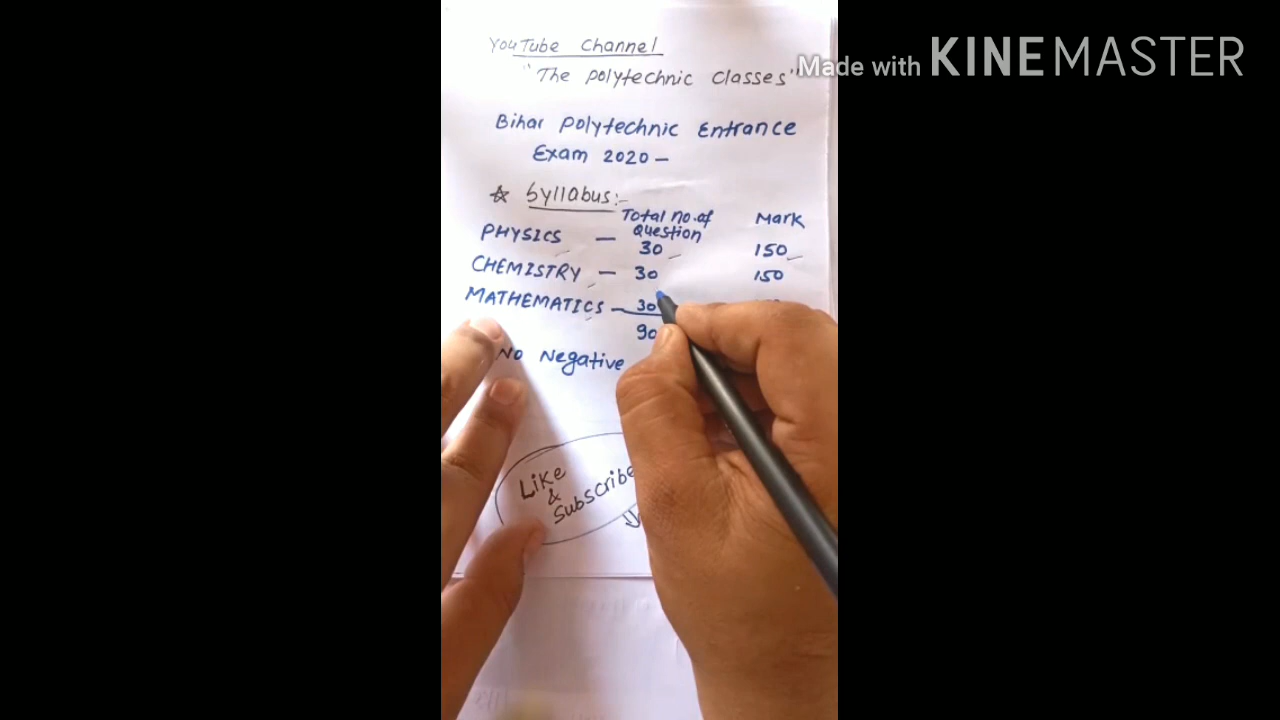 YouTube Channel
"The polytechnic classes"
Made with KINEMASTER
Bihar polytechnic Entrance
Exam 2020 –
☆ Syllabus:-
Total no. of Mark
Question
PHYSICS — 30 150
CHEMISTRY — 30 150
MATHEMATICS — 30
90
No Negative
Like
&
Subscribe